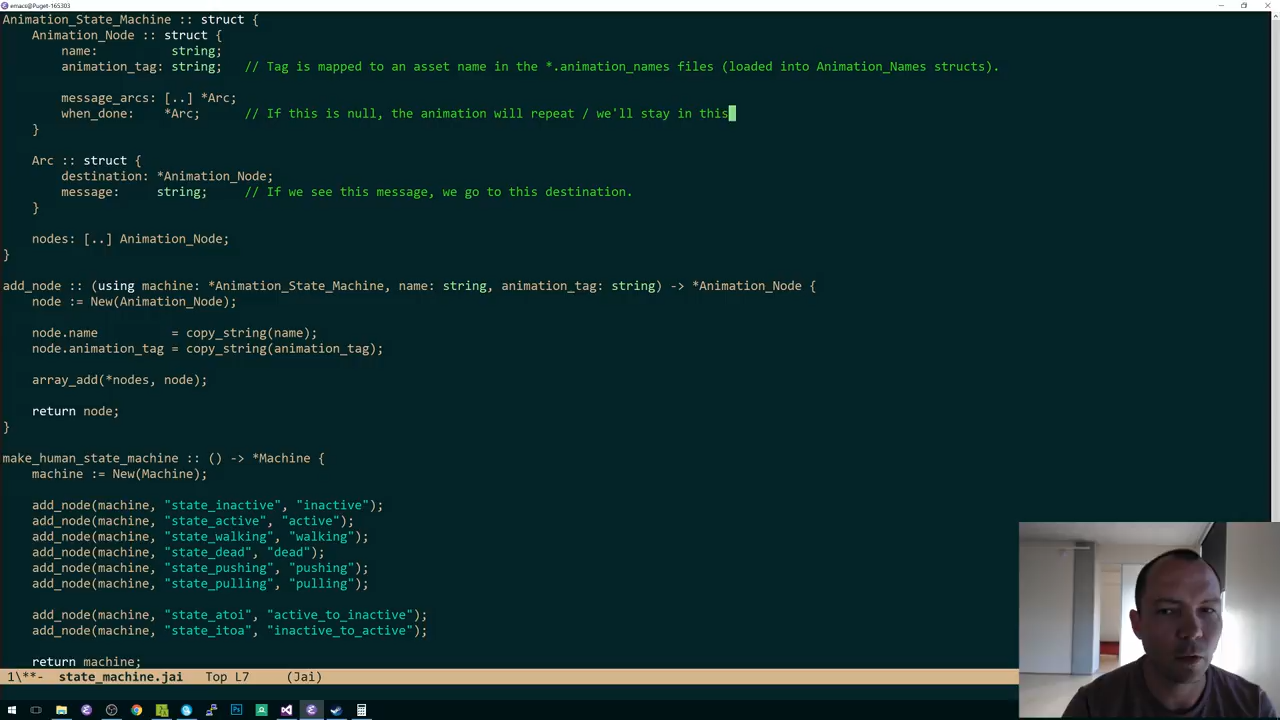 emacs@Puget-165303
Animation_State_Machine :: struct {
    Animation_Node :: struct {
        name:          string;
        animation_tag: string;   // Tag is mapped to an asset name in the *.animation_names files (loaded into Animation_Names structs).
        message_arcs: [..] *Arc;
        when_done:    *Arc;      // If this is null, the animation will repeat / we'll stay in this
    }
    Arc :: struct {
        destination: *Animation_Node;
        message:     string;     // If we see this message, we go to this destination.
    }
    nodes: [..] Animation_Node;
}
add_node :: (using machine: *Animation_State_Machine, name: string, animation_tag: string) -> *Animation_Node {
    node := New(Animation_Node);
    node.name          = copy_string(name);
    node.animation_tag = copy_string(animation_tag);
    array_add(*nodes, node);
    return node;
}
make_human_state_machine :: () -> *Machine {
    machine := New(Machine);
    add_node(machine, "state_inactive", "inactive");
    add_node(machine, "state_active", "active");
    add_node(machine, "state_walking", "walking");
    add_node(machine, "state_dead", "dead");
    add_node(machine, "state_pushing", "pushing");
    add_node(machine, "state_pulling", "pulling");
    add_node(machine, "state_atoi", "active_to_inactive");
    add_node(machine, "state_itoa", "inactive_to_active");
    return machine;
1\**-  state_machine.jai   Top L7     (Jai)